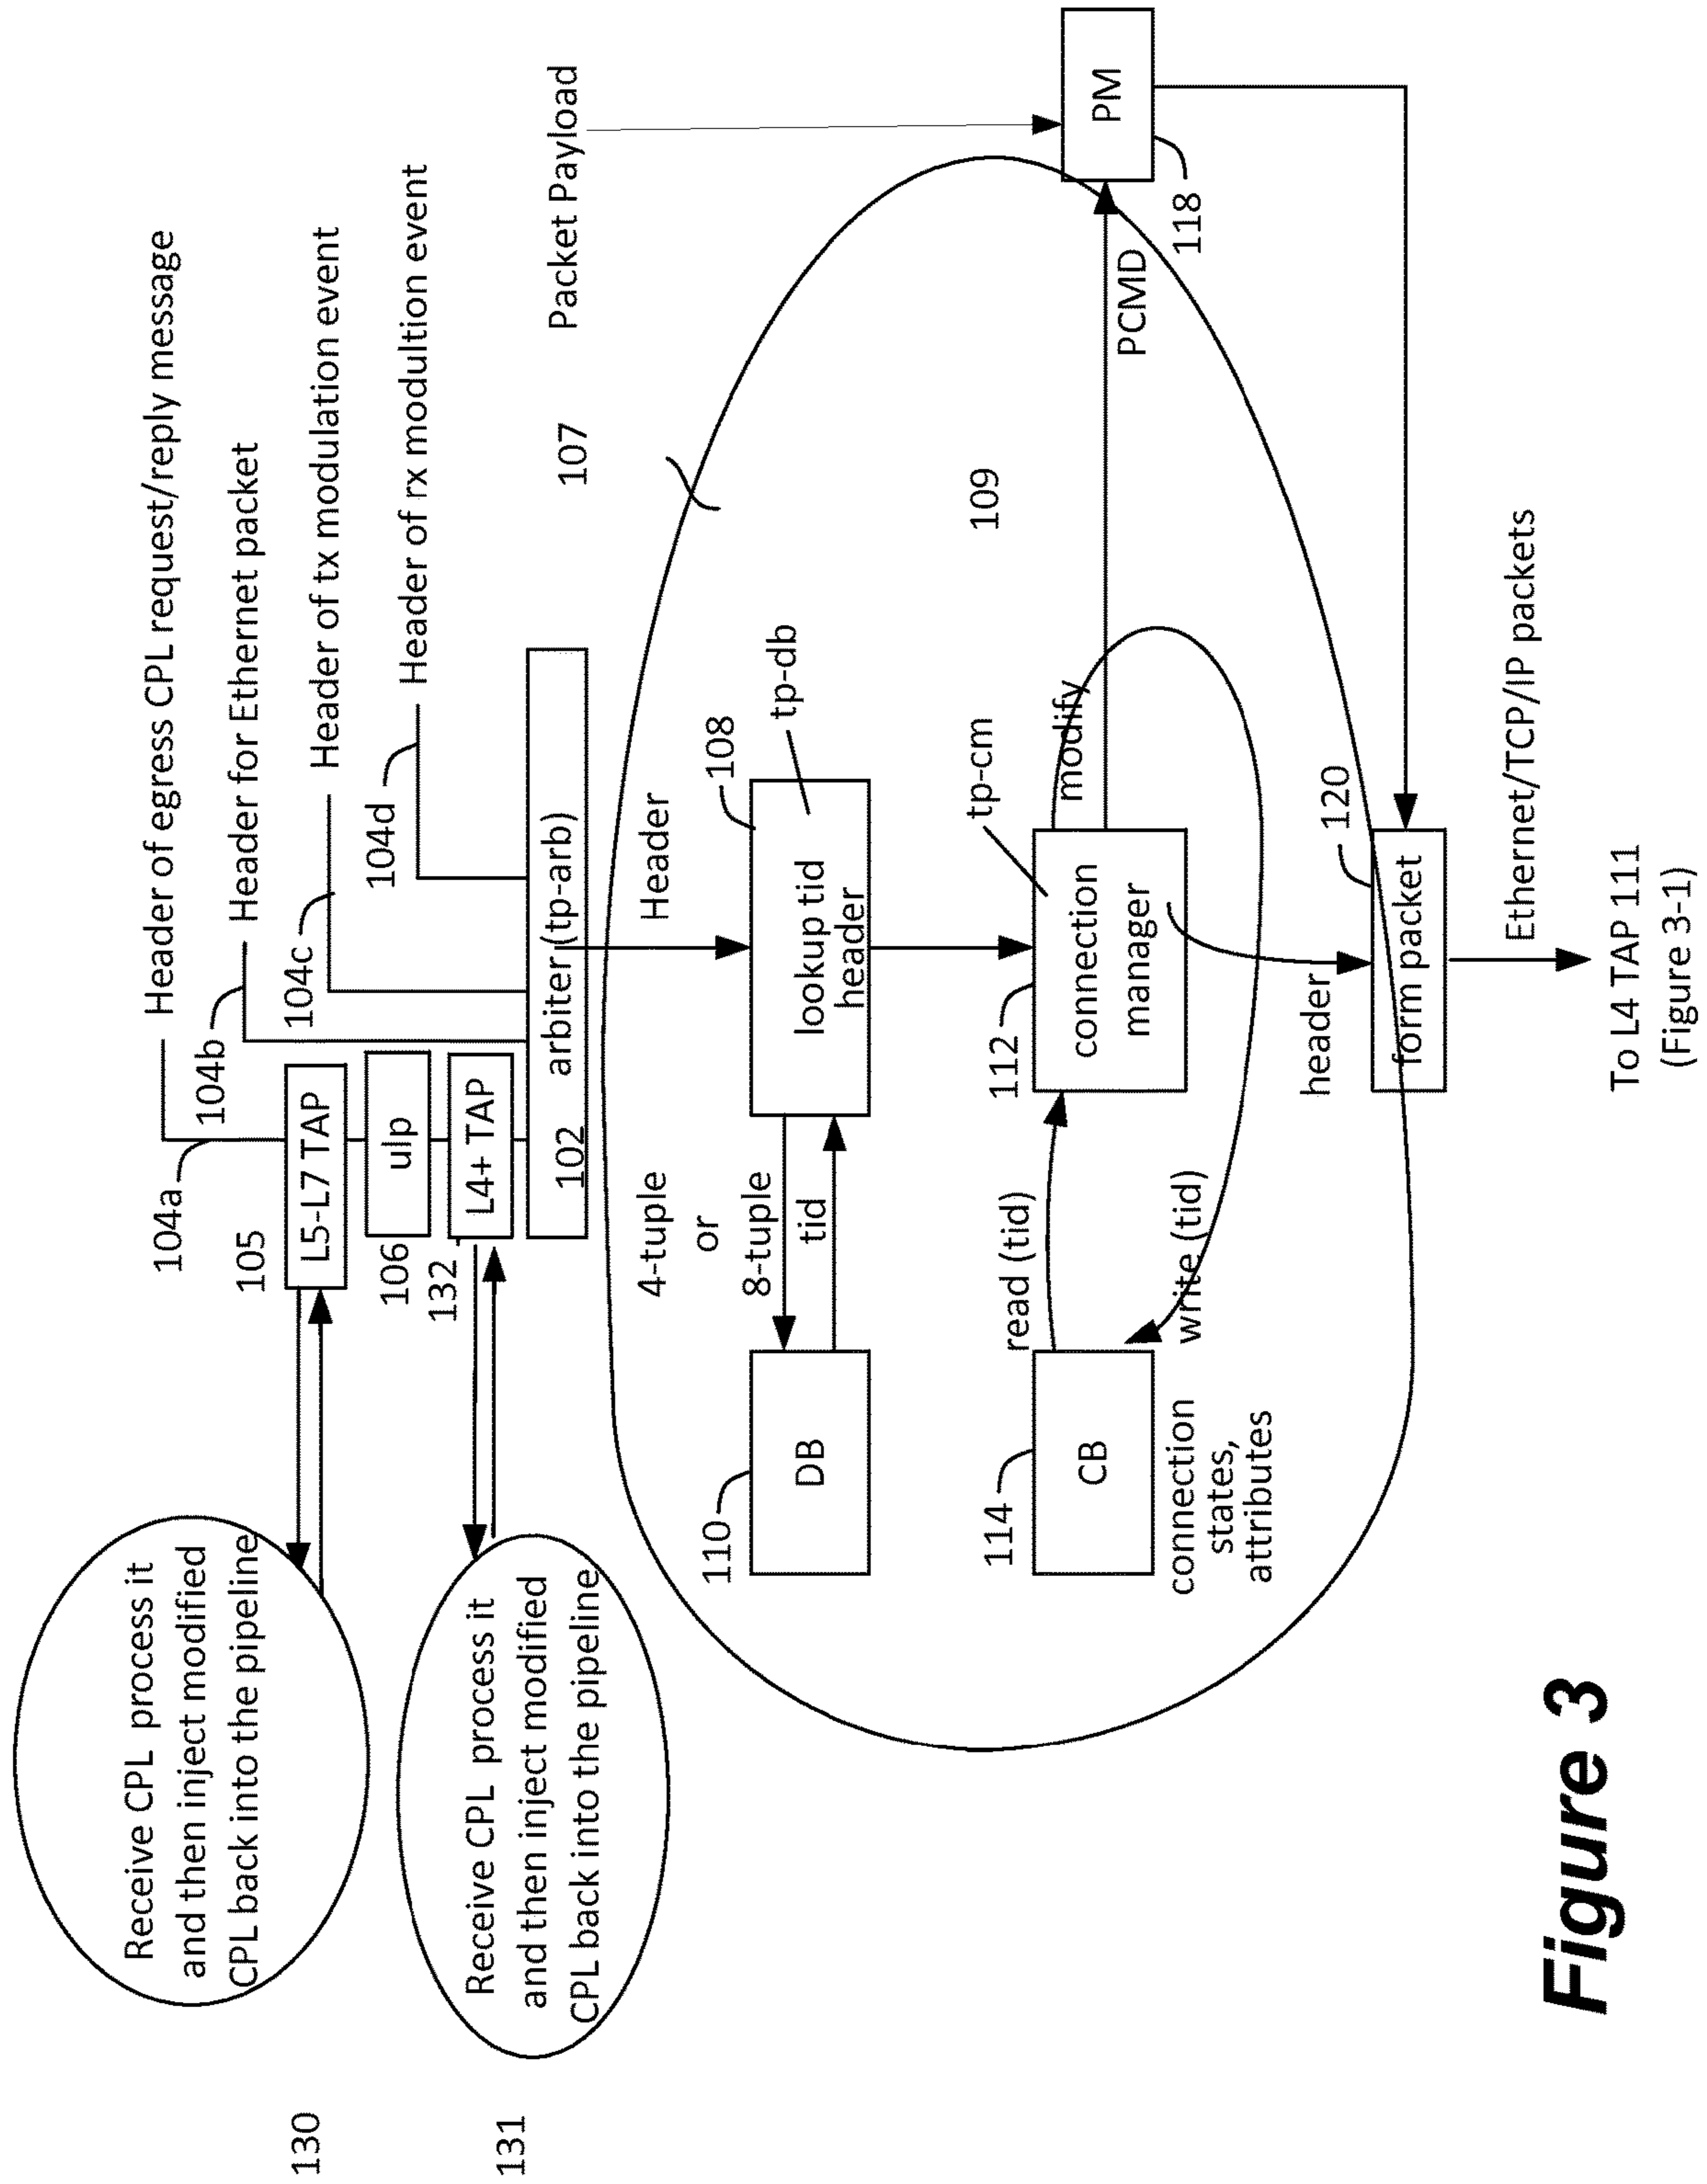 Header of egress CPL request/reply message
104a
Header for Ethernet packet
104b
Header of tx modulation event
104c
Header of rx modultion event
104d
130
Receive CPL process it
and then inject modified
CPL back into the pipeline
105
L5-L7 TAP
106
ulp
132
L4+ TAP
131
Receive CPL process it
and then inject modified
CPL back into the pipeline
102
arbiter (tp-arb)
Packet Payload
107
Header
4-tuple
or
8-tuple
tid
108
tp-db
lookup tid
header
110
DB
109
tp-cm
112
connection
manager
modify
read (tid)
write (tid)
114
CB
connection
states,
attributes
PCMD
PM
118
header
120
form packet
Ethernet/TCP/IP packets
To L4 TAP 111
(Figure 3-1)
Figure 3